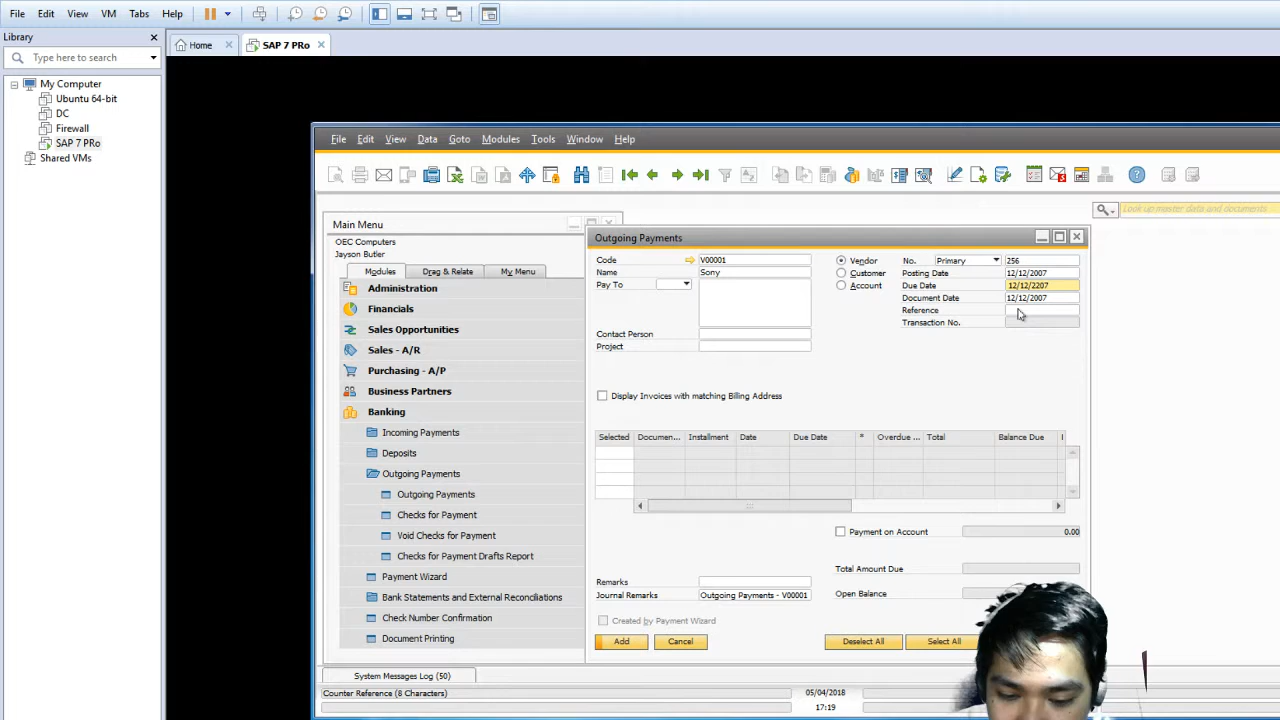 File Edit View VM Tabs Help
Library
Home
SAP 7 PRo
Type here to search
My Computer
Ubuntu 64-bit
DC
Firewall
SAP 7 PRo
Shared VMs
File Edit View Data Goto Modules Tools Window Help
Look up master data and documents
Main Menu
OEC Computers
Jayson Butler
Modules
Drag & Relate
My Menu
Administration
Financials
Sales Opportunities
Sales - A/R
Purchasing - A/P
Business Partners
Banking
Incoming Payments
Deposits
Outgoing Payments
Outgoing Payments
Checks for Payment
Void Checks for Payment
Checks for Payment Drafts Report
Payment Wizard
Bank Statements and External Reconciliations
Check Number Confirmation
Document Printing
Outgoing Payments
Code V00001
Name Sony
Pay To
Contact Person
Project
Vendor
Customer
Account
No. Primary 256
Posting Date 12/12/2007
Due Date 12/12/2207
Document Date 12/12/2007
Reference
Transaction No.
Display Invoices with matching Billing Address
Selected Documen... Installment Date Due Date * Overdue ... Total Balance Due
Payment on Account 0.00
Total Amount Due
Open Balance
Remarks
Journal Remarks Outgoing Payments - V00001
Created by Payment Wizard
Add
Cancel
Deselect All
Select All
System Messages Log (50)
Counter Reference (8 Characters)
05/04/2018
17:19